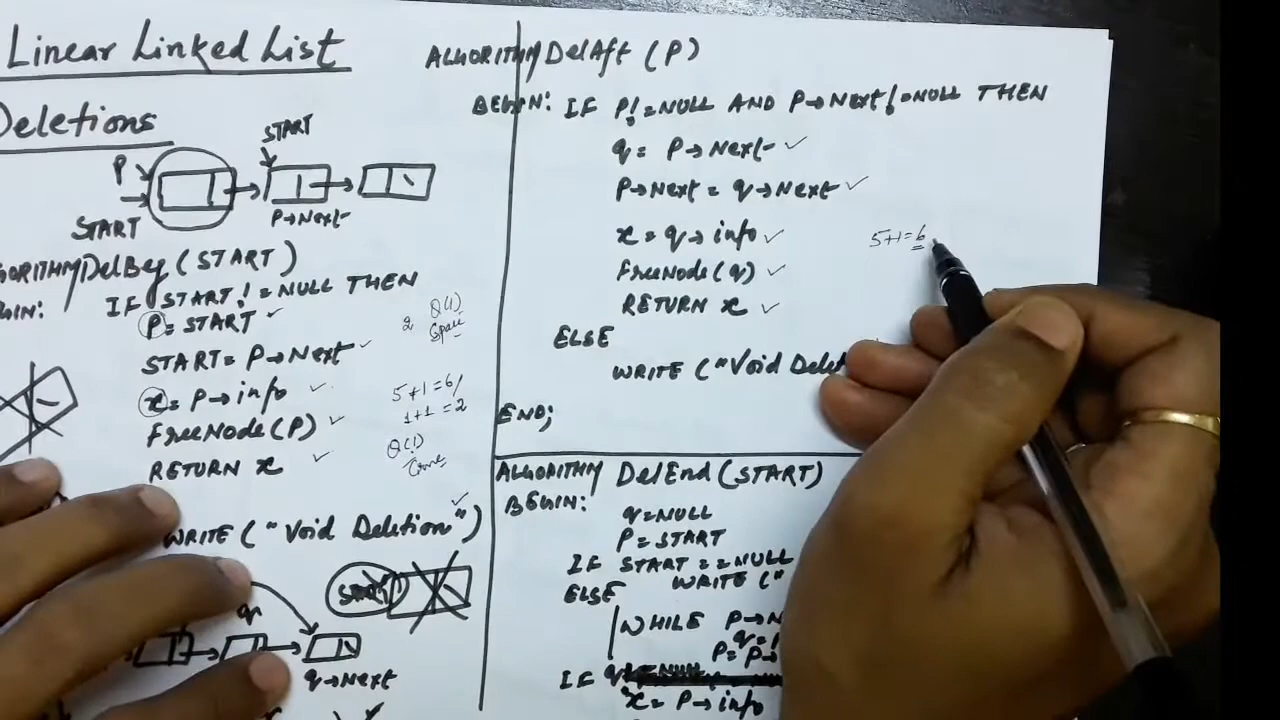 Linear Linked List
Deletions
START
P
START
P→Next
ALGORITHM DelBeg (START)
BEGIN: IF START != NULL THEN
P = START ✓
START = P→Next ✓
x = P→info ✓
FreeNode(P) ✓
RETURN x ✓
2 O(1)
Space
5+1=6/
1+1=2
O(1)
Time
WRITE ("Void Deletion")
START
q
q→Next
ALGORITHM DelAft (P)
BEGIN: IF P != NULL AND P→Next != NULL THEN
q = P→Next ✓
P→Next = q→Next ✓
x = q→info ✓
FreeNode(q) ✓
RETURN x ✓
5+1=6
ELSE
WRITE ("Void Delet
END;
ALGORITHM DelEnd (START)
BEGIN:
q=NULL
P=START
IF START == NULL
WRITE ("
ELSE
WHILE P→N
q=
P=P→
IF q
x = P→info